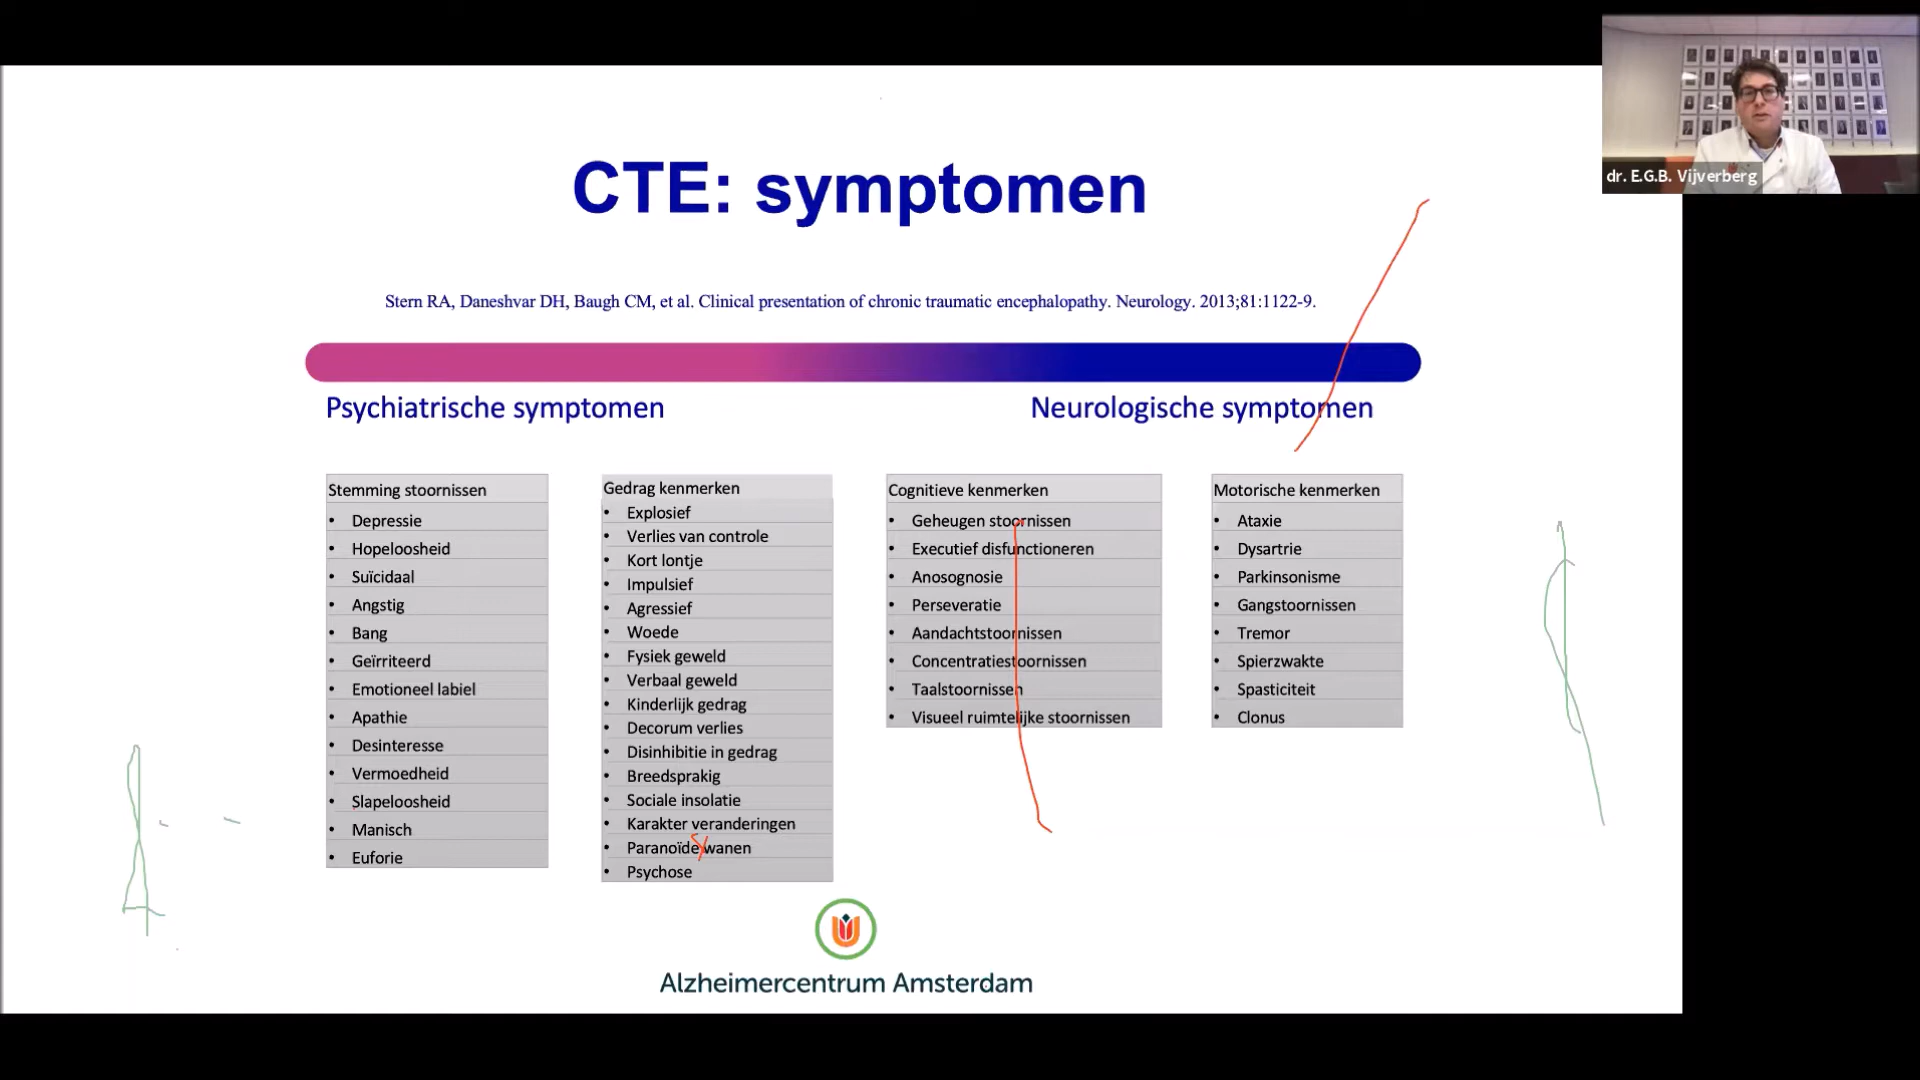 dr. E.G.B. Vijverberg
CTE: symptomen
Stern RA, Daneshvar DH, Baugh CM, et al. Clinical presentation of chronic traumatic encephalopathy. Neurology. 2013;81:1122-9.
Psychiatrische symptomen
Neurologische symptomen
Stemming stoornissen
• Depressie
• Hopeloosheid
• Suïcidaal
• Angstig
• Bang
• Geïrriteerd
• Emotioneel labiel
• Apathie
• Desinteresse
• Vermoedheid
• Slapeloosheid
• Manisch
• Euforie
Gedrag kenmerken
• Explosief
• Verlies van controle
• Kort lontje
• Impulsief
• Agressief
• Woede
• Fysiek geweld
• Verbaal geweld
• Kinderlijk gedrag
• Decorum verlies
• Disinhibitie in gedrag
• Breedsprakig
• Sociale insolatie
• Karakter veranderingen
• Paranoïde wanen
• Psychose
Cognitieve kenmerken
• Geheugen stoornissen
• Executief disfunctioneren
• Anosognosie
• Perseveratie
• Aandachtstoornissen
• Concentratiestoornissen
• Taalstoornissen
• Visueel ruimtelijke stoornissen
Motorische kenmerken
• Ataxie
• Dysartrie
• Parkinsonisme
• Gangstoornissen
• Tremor
• Spierzwakte
• Spasticiteit
• Clonus
Alzheimercentrum Amsterdam